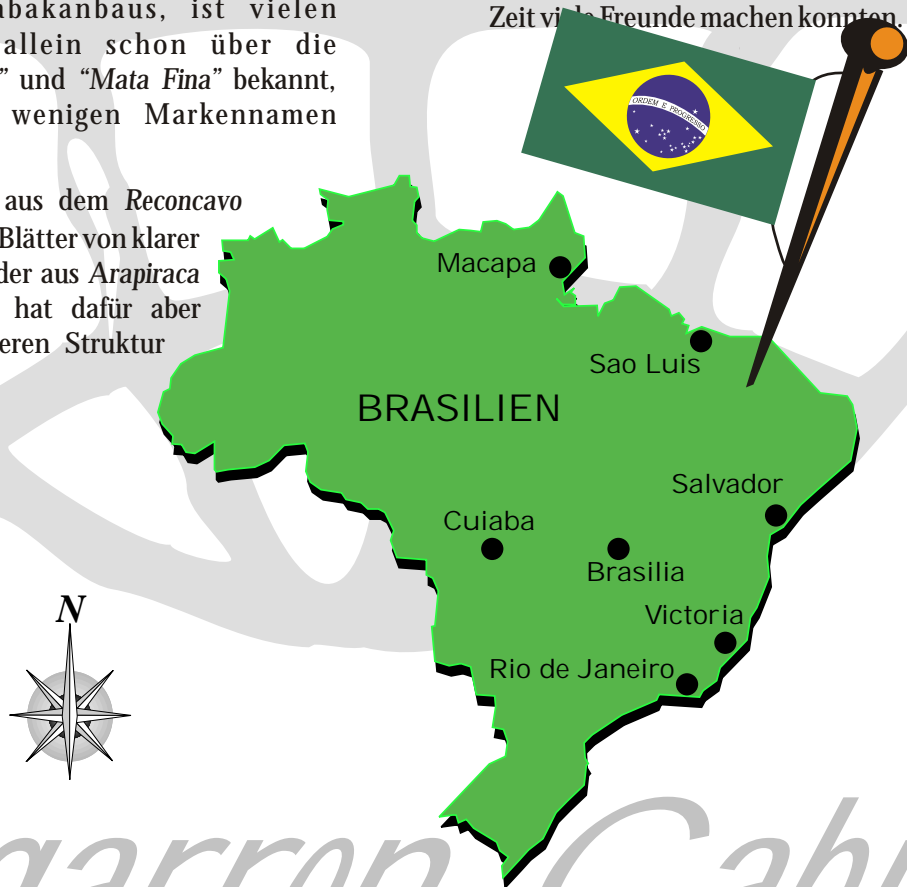 abakanbaus, ist vielen
allein schon über die
” und “Mata Fina” bekannt,
wenigen Markennamen
aus dem Reconcavo
Blätter von klarer
der aus Arapiraca
hat dafür aber
eren Struktur
Zeit viele Freunde machen konnten.
ORDEM E PROGRESSO
Macapa
Sao Luis
BRASILIEN
Salvador
Cuiaba
Brasilia
Victoria
Rio de Janeiro
N